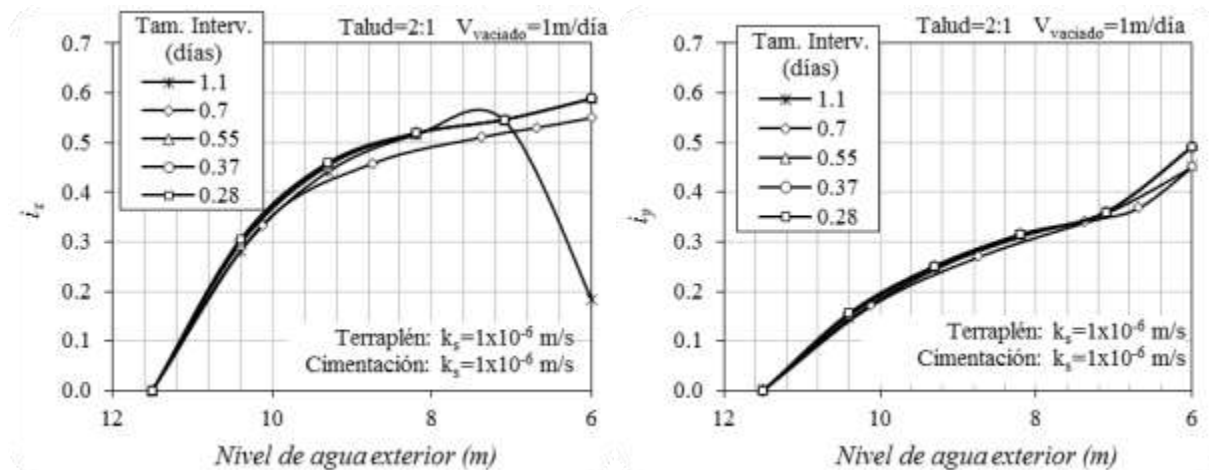 Talud=2:1 V_vaciado=1m/día
Tam. Interv.
(días)
1.1
0.7
0.55
0.37
0.28
0.7
0.6
0.5
0.4
0.3
0.2
0.1
0.0
i_x
Terraplén: k_s=1x10^-6 m/s
Cimentación: k_s=1x10^-6 m/s
12 10 8 6
Nivel de agua exterior (m)
Talud=2:1 V_vaciado=1m/día
Tam. Interv.
(días)
1.1
0.7
0.55
0.37
0.28
0.7
0.6
0.5
0.4
0.3
0.2
0.1
0.0
i_y
Terraplén: k_s=1x10^-6 m/s
Cimentación: k_s=1x10^-6 m/s
12 10 8 6
Nivel de agua exterior (m)